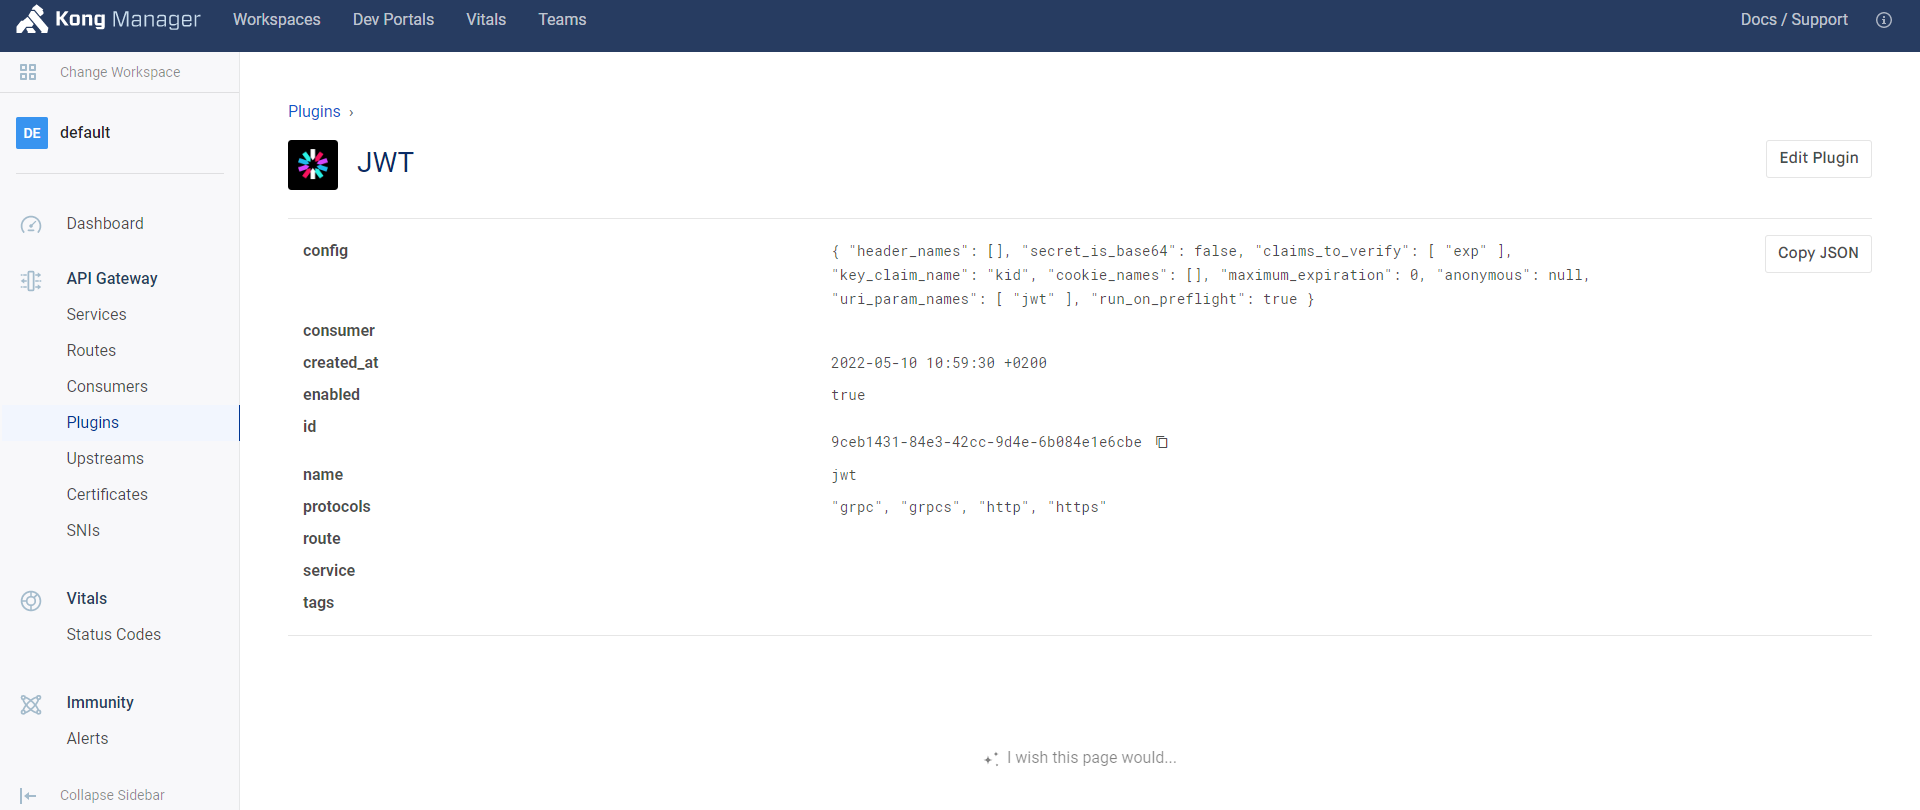 Kong Manager Workspaces Dev Portals Vitals Teams Docs / Support
Change Workspace
DE default
Dashboard
API Gateway
Services
Routes
Consumers
Plugins
Upstreams
Certificates
SNIs
Vitals
Status Codes
Immunity
Alerts
Collapse Sidebar
Plugins ›
JWT
Edit Plugin
config
{ "header_names": [], "secret_is_base64": false, "claims_to_verify": [ "exp" ],
"key_claim_name": "kid", "cookie_names": [], "maximum_expiration": 0, "anonymous": null,
"uri_param_names": [ "jwt" ], "run_on_preflight": true }
Copy JSON
consumer
created_at 2022-05-10 10:59:30 +0200
enabled true
id
9ceb1431-84e3-42cc-9d4e-6b084e1e6cbe
name jwt
protocols "grpc", "grpcs", "http", "https"
route
service
tags
I wish this page would...